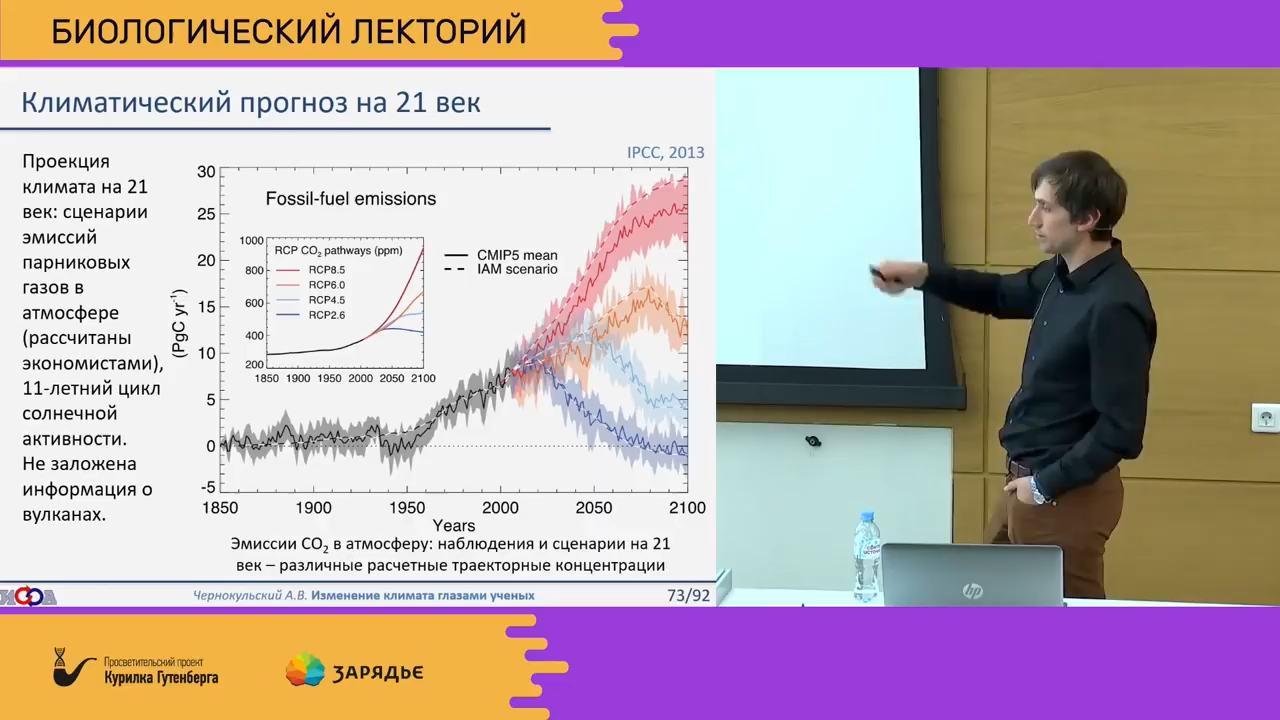 БИОЛОГИЧЕСКИЙ ЛЕКТОРИЙ
Климатический прогноз на 21 век
IPCC, 2013
Проекция
климата на 21
век: сценарии
эмиссий
парниковых
газов в
атмосфере
(рассчитаны
экономистами),
11-летний цикл
солнечной
активности.
Не заложена
информация о
вулканах.
Fossil-fuel emissions
RCP CO2 pathways (ppm)
RCP8.5
RCP6.0
RCP4.5
RCP2.6
1000
800
600
400
200
1850 1900 1950 2000 2050 2100
CMIP5 mean
IAM scenario
(PgC yr-1)
30
25
20
15
10
5
0
-5
1850 1900 1950 2000 2050 2100
Years
Эмиссии CO2 в атмосферу: наблюдения и сценарии на 21
век – различные расчетные траекторные концентрации
ИФА
Чернокульский А.В. Изменение климата глазами ученых
73/92
hp
Просветительский проект
Курилка Гутенберга
ЗАРЯДЬЕ